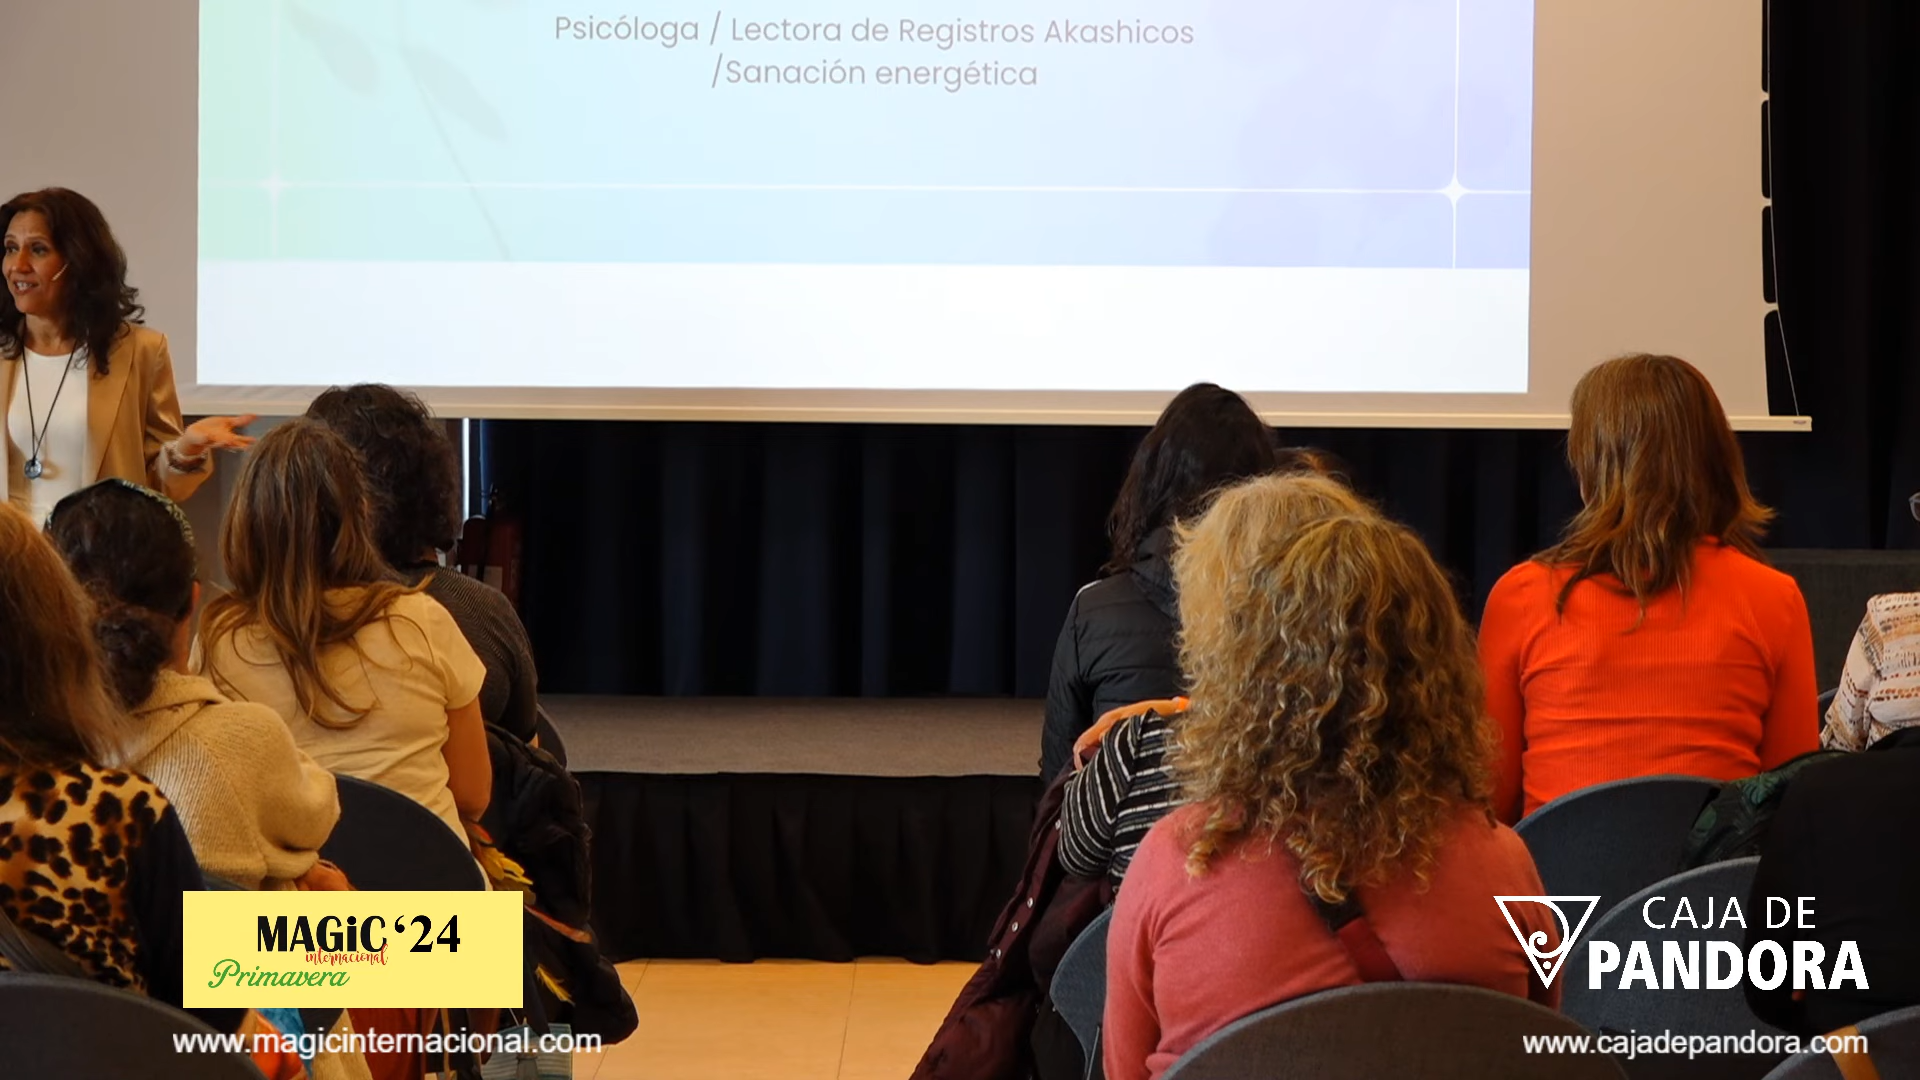 Psicóloga / Lectora de Registros Akashicos
/Sanación energética
MAGiC ‘24
internacional
Primavera
www.magicinternacional.com
CAJA DE
PANDORA
www.cajadepandora.com